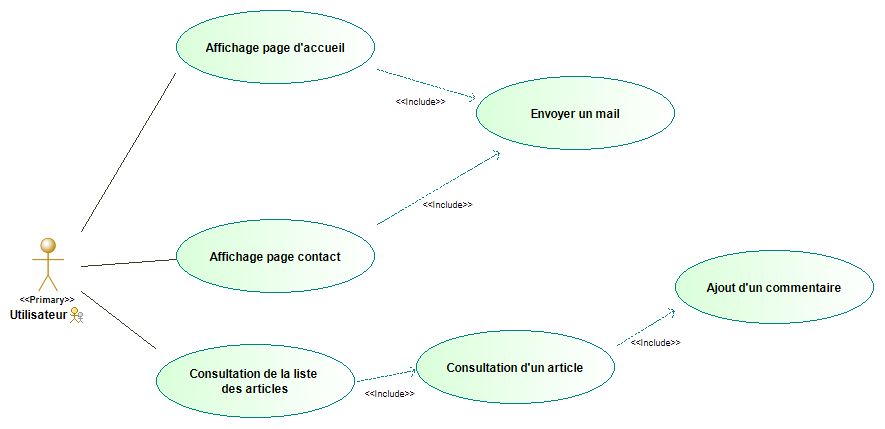 Affichage page d'accueil
<<Include>>
Envoyer un mail
<<Include>>
Affichage page contact
<<Primary>>
Utilisateur
Ajout d'un commentaire
<<Include>>
Consultation d'un article
Consultation de la liste
des articles
<<Include>>